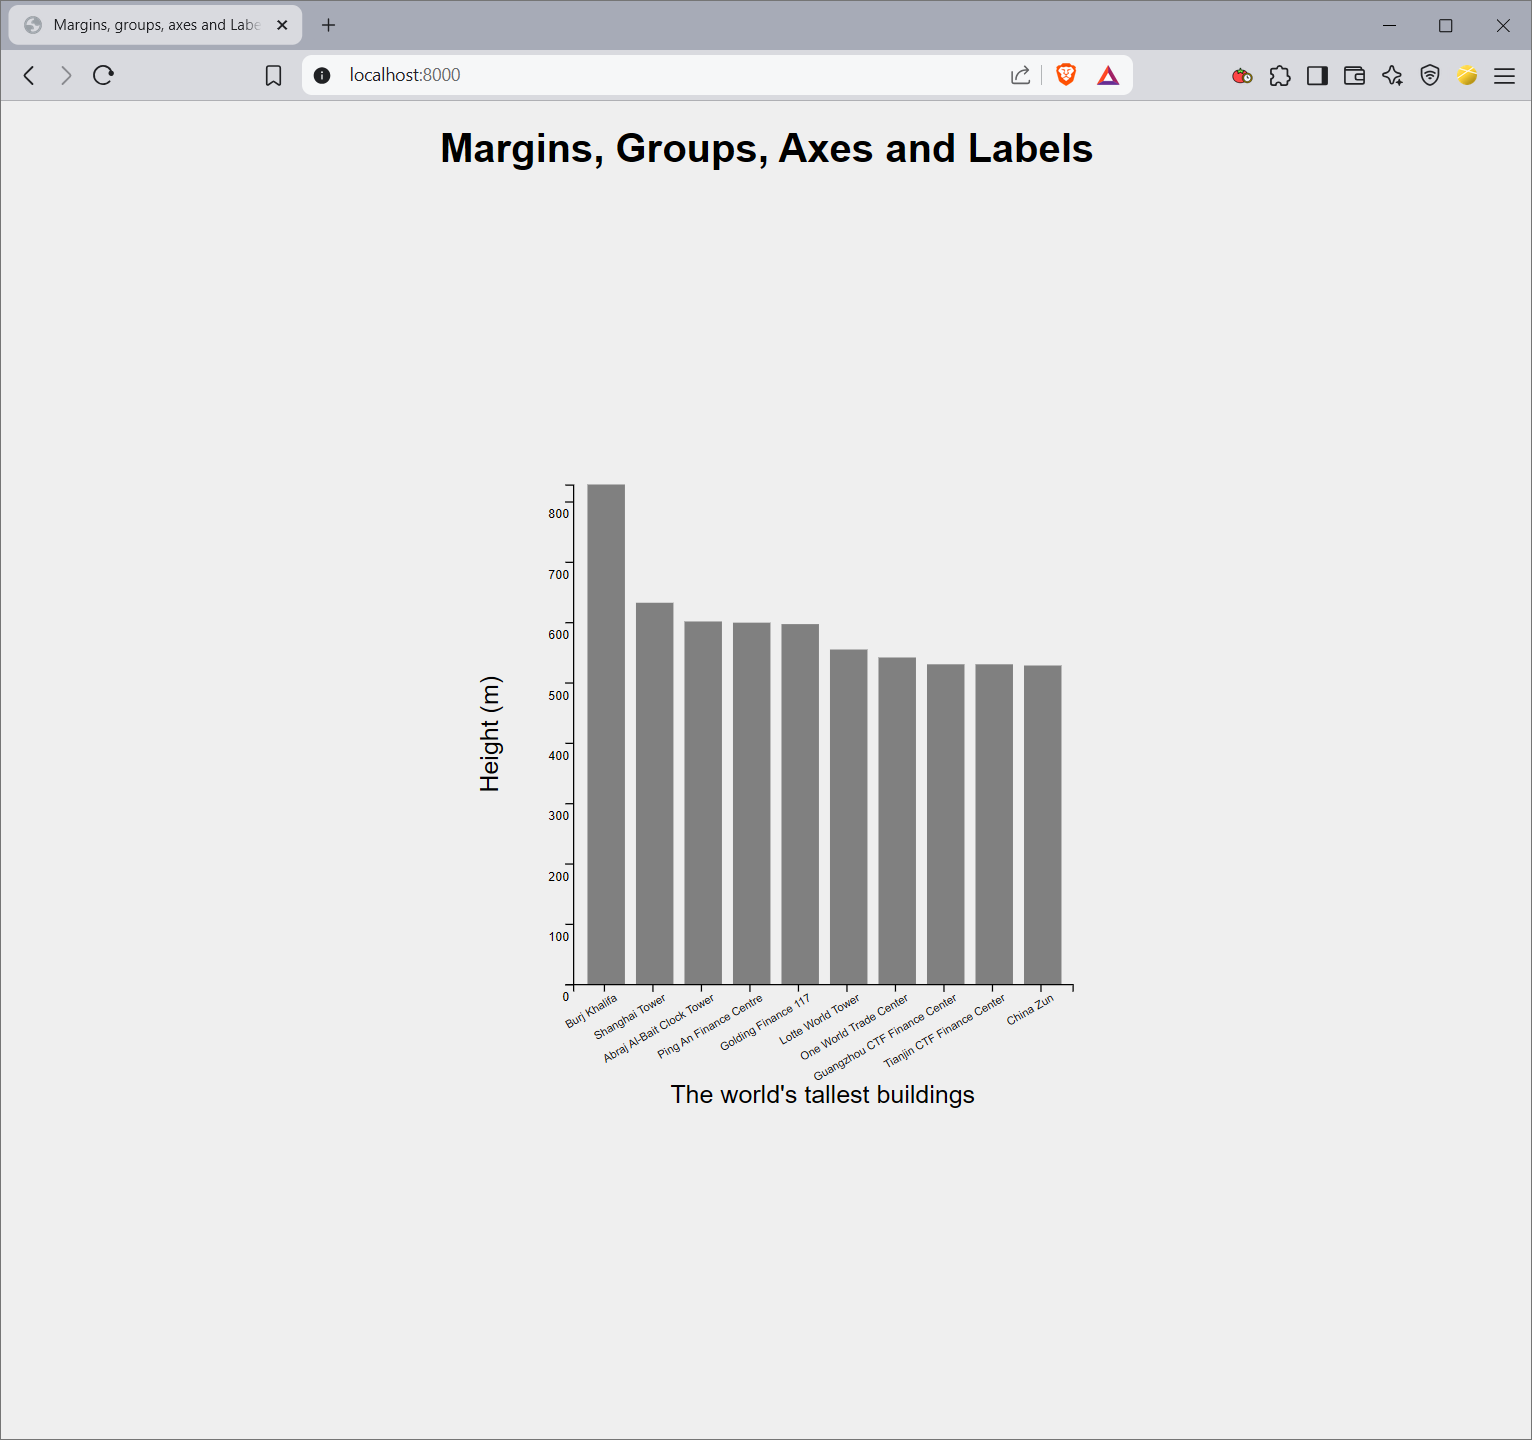 Margins, groups, axes and Labe
localhost:8000
Margins, Groups, Axes and Labels
800
700
600
500
400
300
200
100
0
Height (m)
Burj Khalifa
Shanghai Tower
Abraj Al-Bait Clock Tower
Ping An Finance Centre
Golding Finance 117
Lotte World Tower
One World Trade Center
Guangzhou CTF Finance Center
Tianjin CTF Finance Center
China Zun
The world's tallest buildings